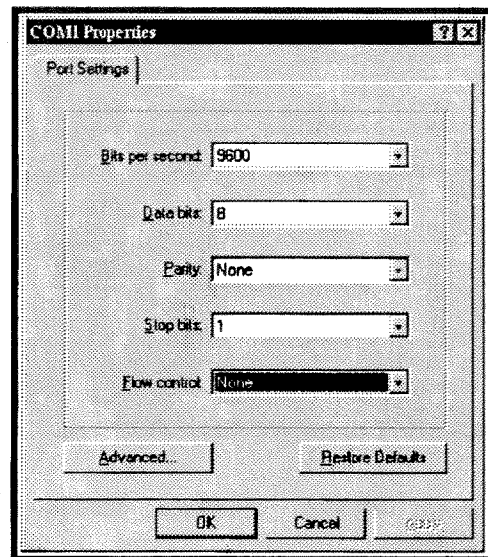 COM1 Properties
Port Settings
Bits per second: 9600
Data bits: 8
Parity: None
Stop bits: 1
Flow control: None
Advanced...
Restore Defaults
OK
Cancel